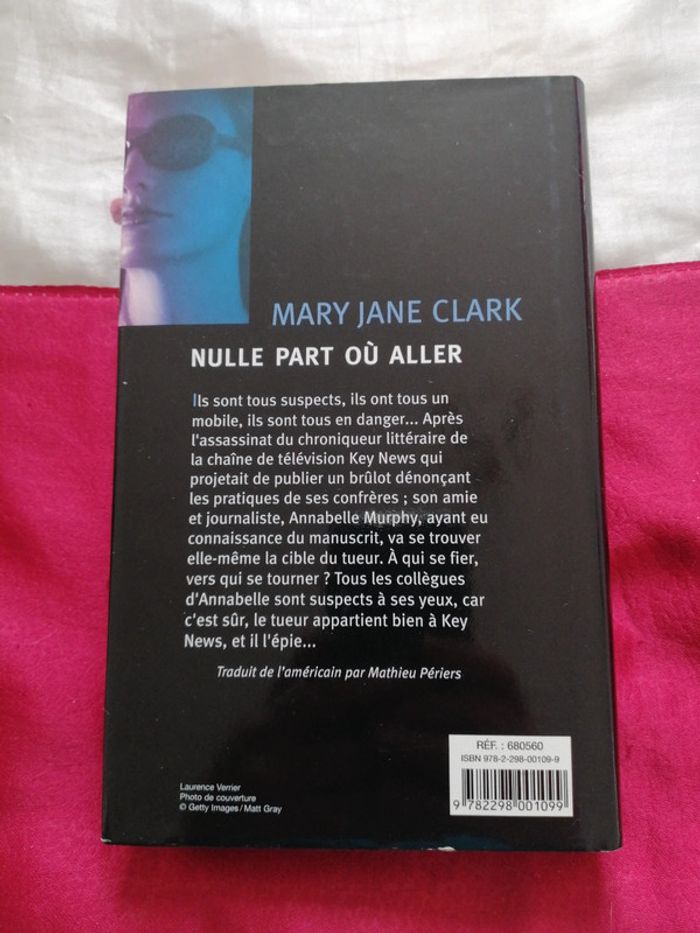 MARY JANE CLARK
NULLE PART OÙ ALLER
Ils sont tous suspects, ils ont tous un
mobile, ils sont tous en danger... Après
l'assassinat du chroniqueur littéraire de
la chaîne de télévision Key News qui
projetait de publier un brûlot dénonçant
les pratiques de ses confrères ; son amie
et journaliste, Annabelle Murphy, ayant eu
connaissance du manuscrit, va se trouver
elle-même la cible du tueur. À qui se fier,
vers qui se tourner ? Tous les collègues
d'Annabelle sont suspects à ses yeux, car
c'est sûr, le tueur appartient bien à Key
News, et il l'épie...
Traduit de l'américain par Mathieu Périers
RÉF. : 680560
ISBN 978-2-298-00109-9
9 782298 001099
Laurence Verrier
Photo de couverture
© Getty Images / Matt Gray